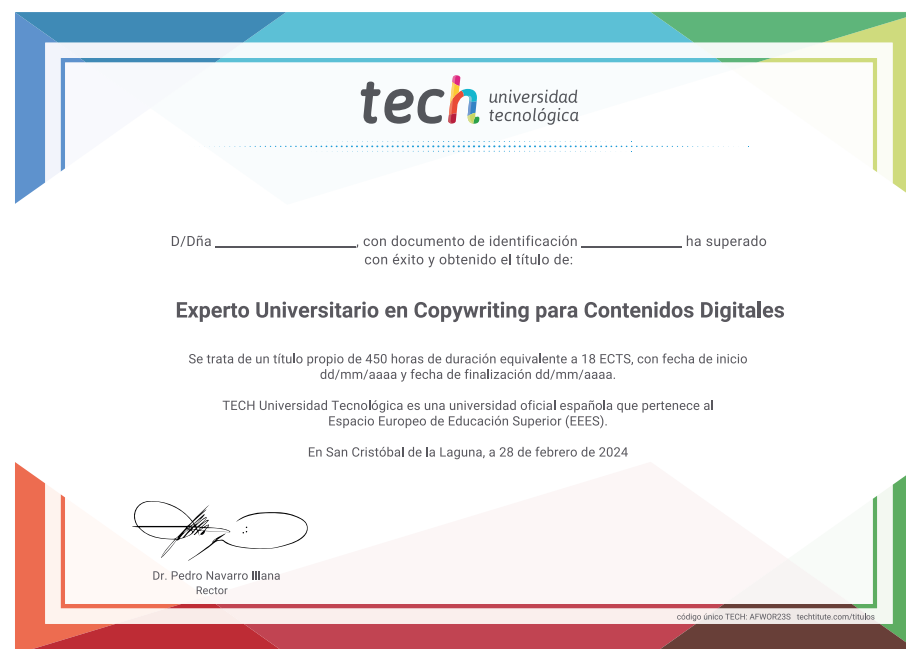 tech universidad
tecnológica
D/Dña ______________, con documento de identificación ____________ ha superado
con éxito y obtenido el título de:
Experto Universitario en Copywriting para Contenidos Digitales
Se trata de un título propio de 450 horas de duración equivalente a 18 ECTS, con fecha de inicio
dd/mm/aaaa y fecha de finalización dd/mm/aaaa.
TECH Universidad Tecnológica es una universidad oficial española que pertenece al
Espacio Europeo de Educación Superior (EEES).
En San Cristóbal de la Laguna, a 28 de febrero de 2024
Dr. Pedro Navarro Illana
Rector
código único TECH: AFWOR23S techtitute.com/titulos